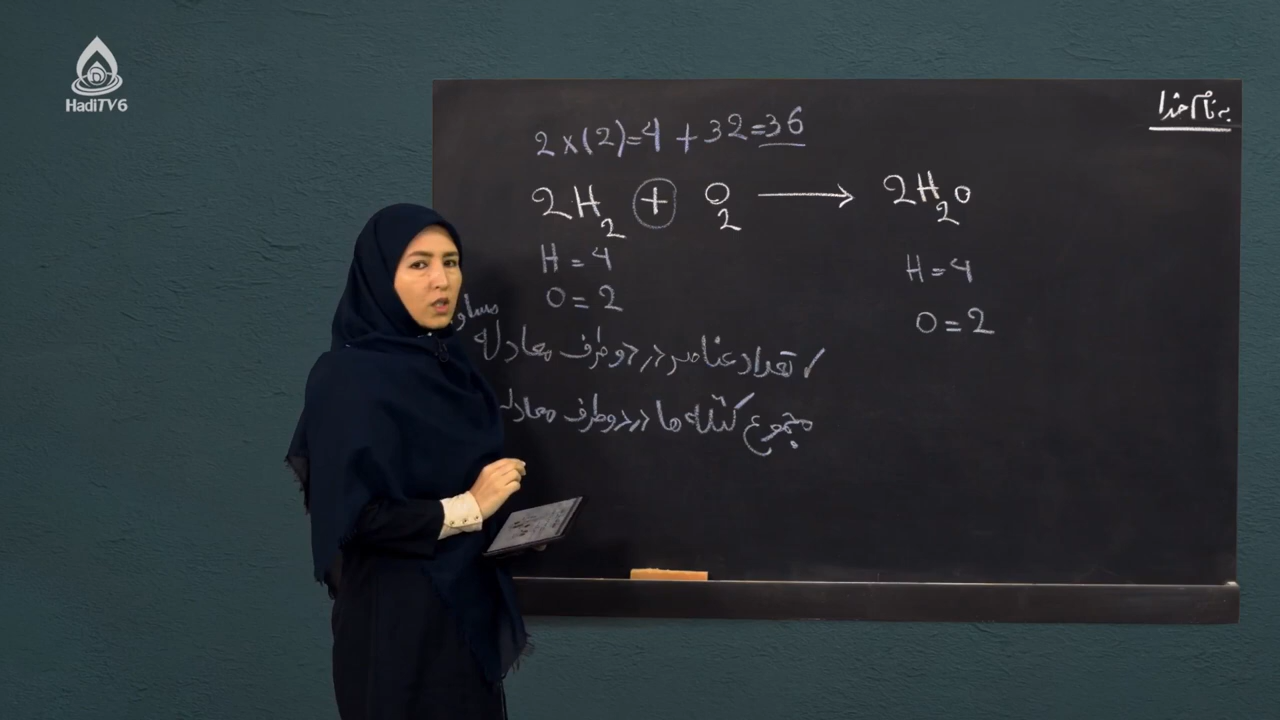 HadiTV6
به نام خدا
2×(2)=4 + 32=36
2H₂ + O₂ → 2H₂O
H=4 H=4
O=2 O=2
✓ تعداد عناصر در دو طرف معادله
مجموع کتله ها در دو طرف معادله